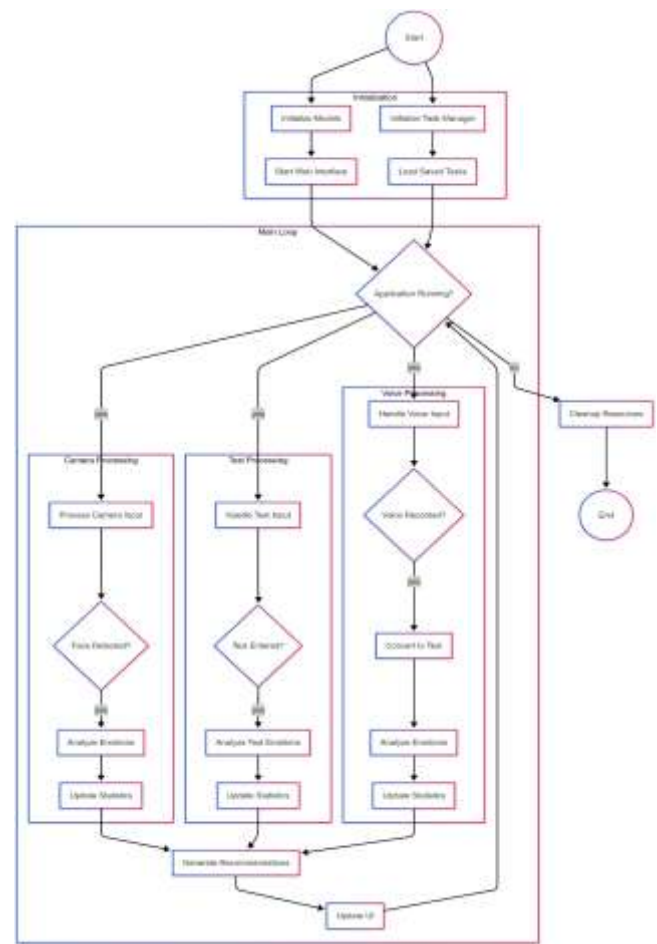 Start
Initialization
Initialize Models
Initialize Task Manager
Start Main Interface
Load Saved Tasks
Main Loop
Application Running?
Voice Processing
Handle Voice Input
Cleanup Resources
Camera Processing
Text Processing
Process Camera Input
Handle Text Input
Voice Recorded?
End
Face Detected?
Text Entered?
Convert to Text
Analyze Emotions
Analyze Text Emotions
Analyze Emotions
Update Statistics
Update Statistics
Update Statistics
Generate Recommendations
Update UI